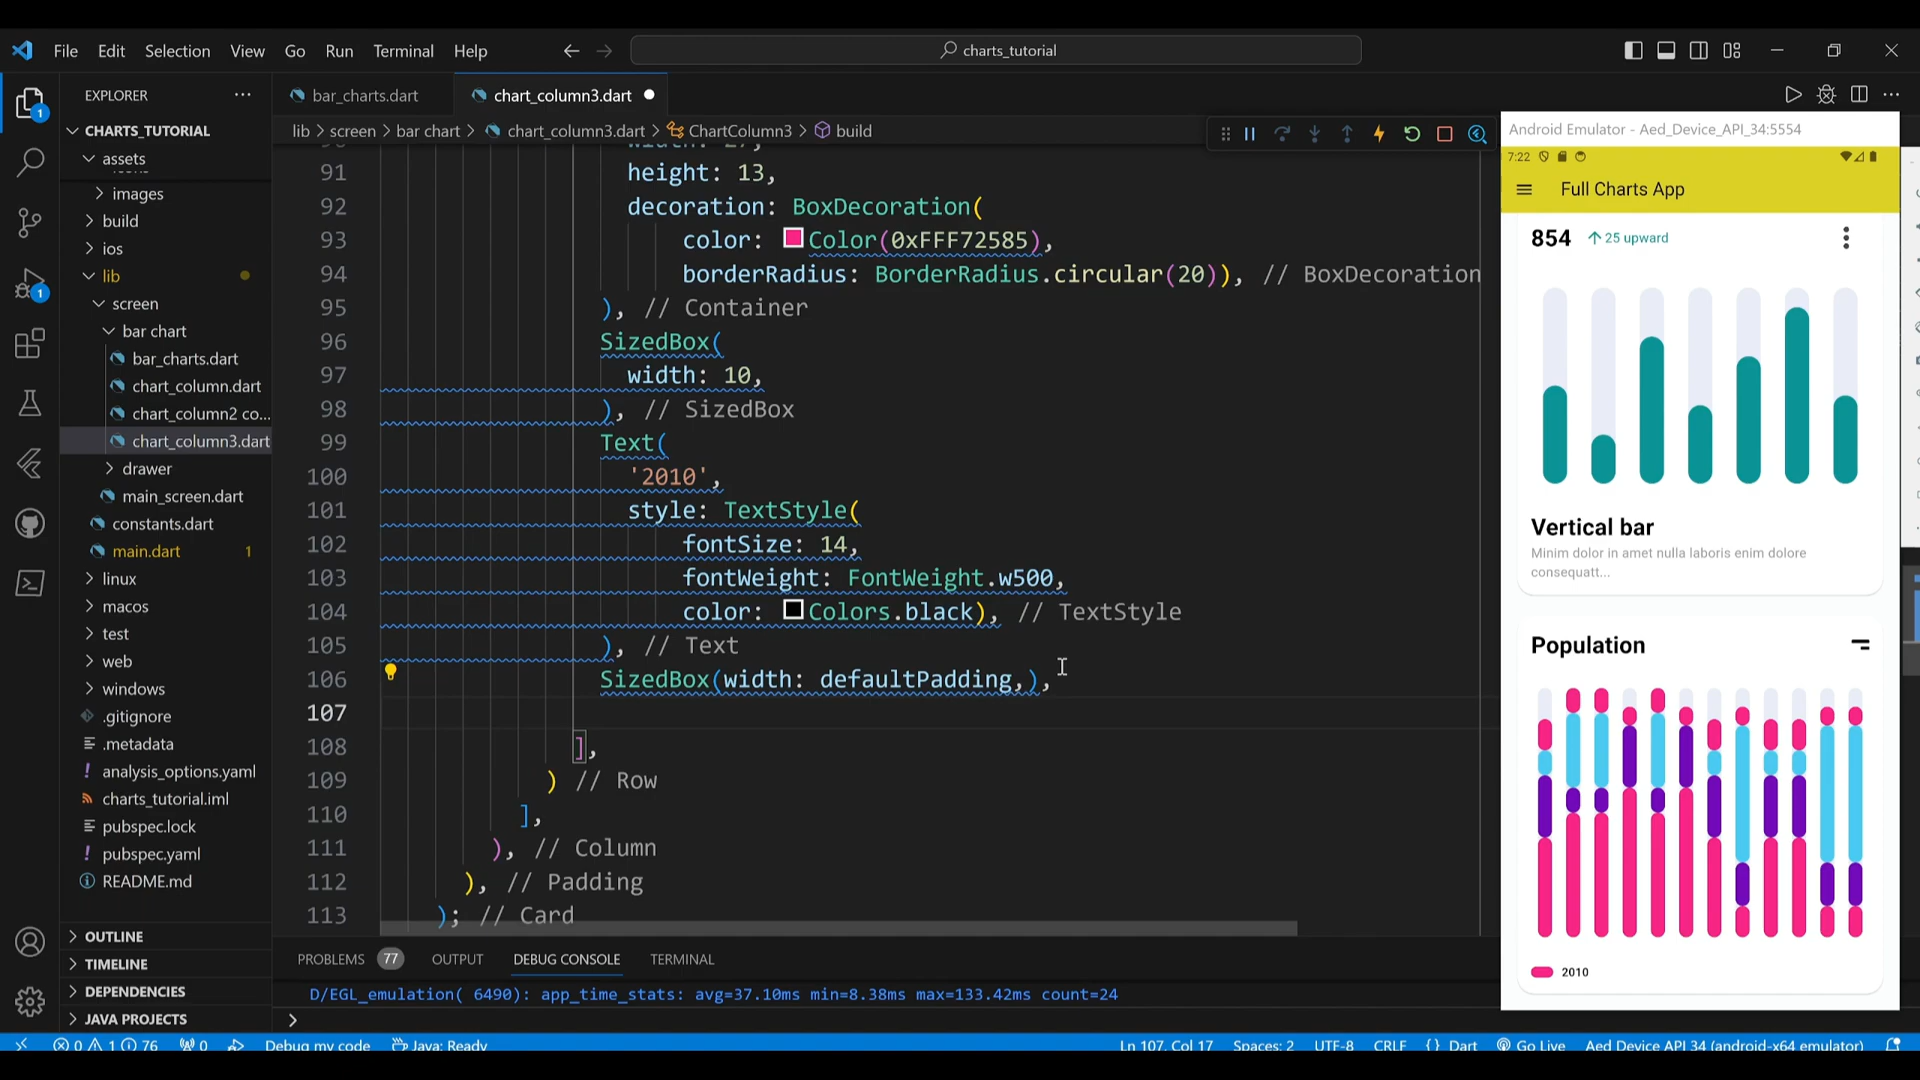 File Edit Selection View Go Run Terminal Help
charts_tutorial
EXPLORER
CHARTS_TUTORIAL
assets
images
build
ios
lib
screen
bar chart
bar_charts.dart
chart_column.dart
chart_column2 co...
chart_column3.dart
drawer
main_screen.dart
constants.dart
main.dart 1
linux
macos
test
web
windows
.gitignore
.metadata
analysis_options.yaml
charts_tutorial.iml
pubspec.lock
pubspec.yaml
README.md
OUTLINE
TIMELINE
DEPENDENCIES
JAVA PROJECTS
1
1
bar_charts.dart
chart_column3.dart
lib > screen > bar chart > chart_column3.dart > ChartColumn3 > build
91 height: 13,
92 decoration: BoxDecoration(
93 color: Color(0xFFF72585),
94 borderRadius: BorderRadius.circular(20)), // BoxDecoration
95 ), // Container
96 SizedBox(
97 width: 10,
98 ), // SizedBox
99 Text(
100 '2010',
101 style: TextStyle(
102 fontSize: 14,
103 fontWeight: FontWeight.w500,
104 color: Colors.black), // TextStyle
105 ), // Text
106 SizedBox(width: defaultPadding,),
107
108 ],
109 ) // Row
110 ],
111 ), // Column
112 ), // Padding
113 ); // Card
PROBLEMS 77 OUTPUT DEBUG CONSOLE TERMINAL
D/EGL_emulation( 6490): app_time_stats: avg=37.10ms min=8.38ms max=133.42ms count=24
>
0 1 76 0 Debug my code Java: Ready Ln 107, Col 17 Spaces: 2 UTF-8 CRLF {} Dart Go Live Aed Device API 34 (android-x64 emulator)
Android Emulator - Aed_Device_API_34:5554
7:22
Full Charts App
854 25 upward
Vertical bar
Minim dolor in amet nulla laboris enim dolore
consequatt...
Population
2010